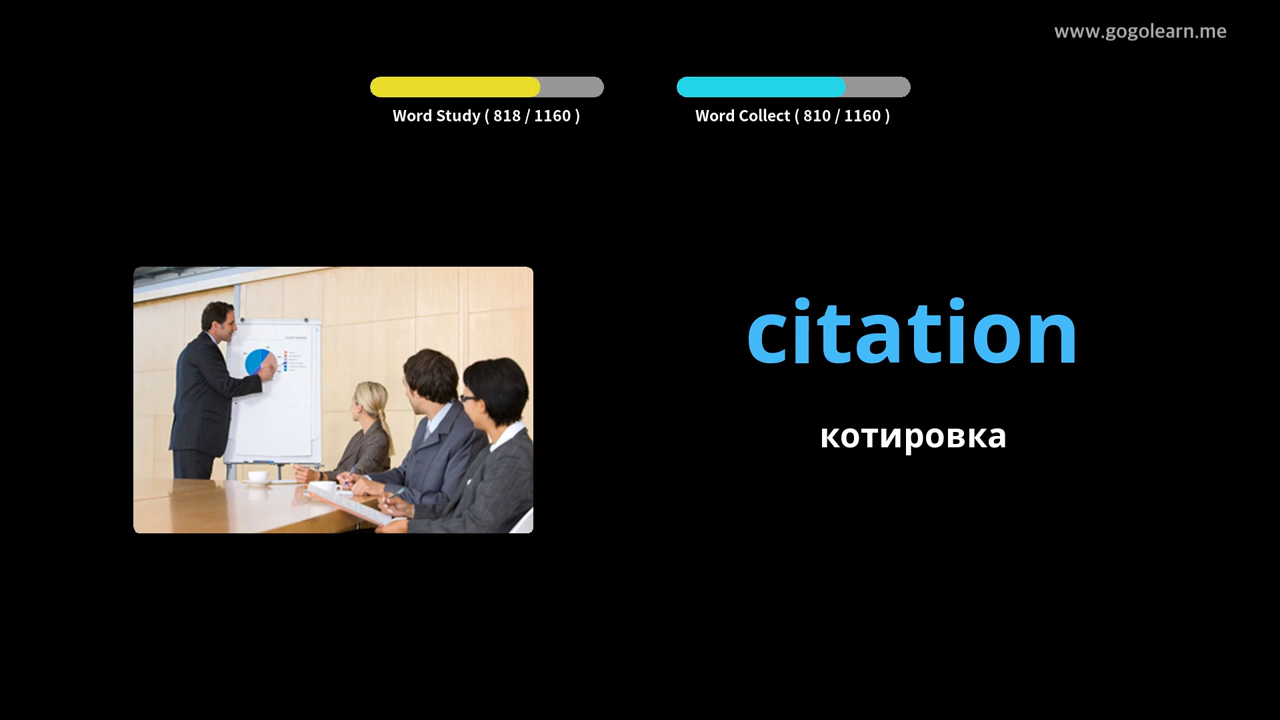 www.gogolearn.me
Word Study ( 818 / 1160 )
Word Collect ( 810 / 1160 )
citation
котировка